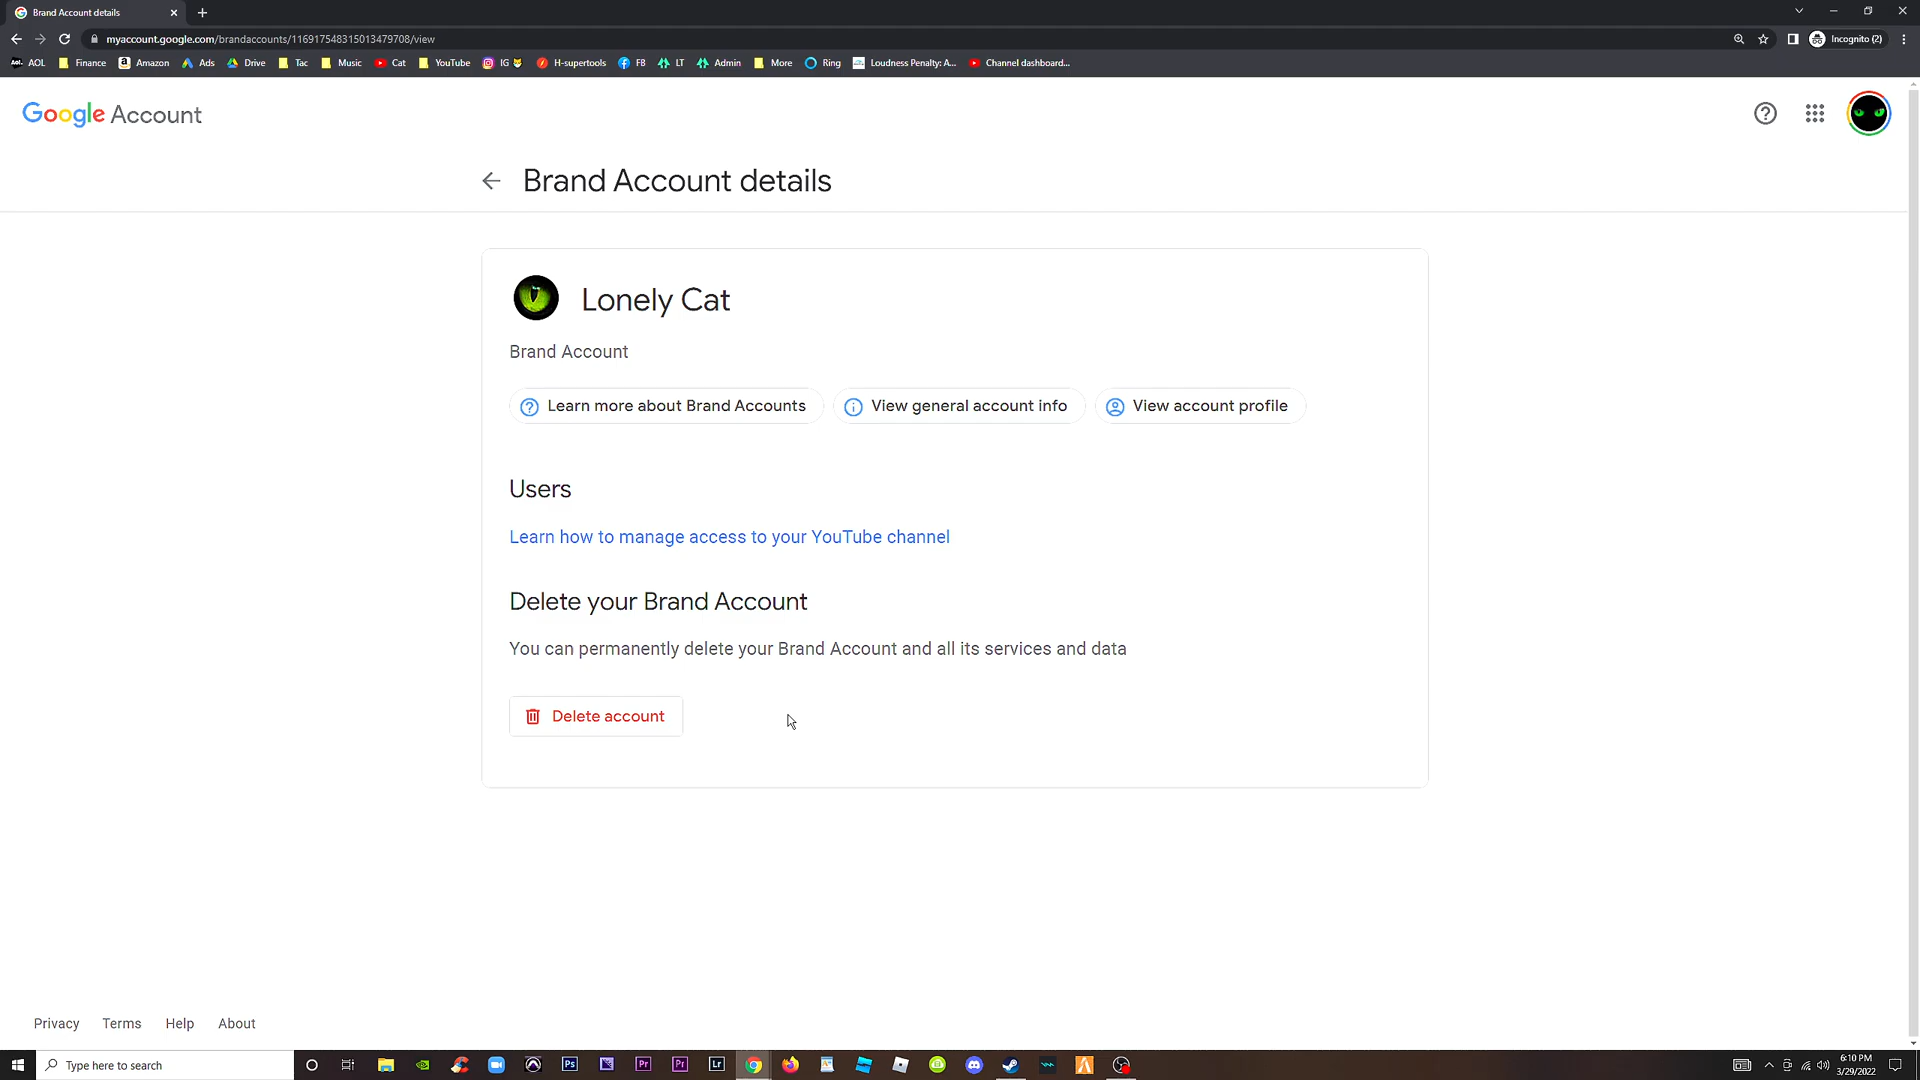 Brand Account details
myaccount.google.com/brandaccounts/116917548315013479708/view
Incognito (2)
AOL Finance Amazon Ads Drive Tac Music Cat YouTube IG H-supertools FB LT Admin More Ring Loudness Penalty: A... Channel dashboard...
Google Account
Brand Account details
Lonely Cat
Brand Account
Learn more about Brand Accounts View general account info View account profile
Users
Learn how to manage access to your YouTube channel
Delete your Brand Account
You can permanently delete your Brand Account and all its services and data
Delete account
Privacy Terms Help About
Type here to search
Ps Pr Pr Lr
6:10 PM
3/29/2022